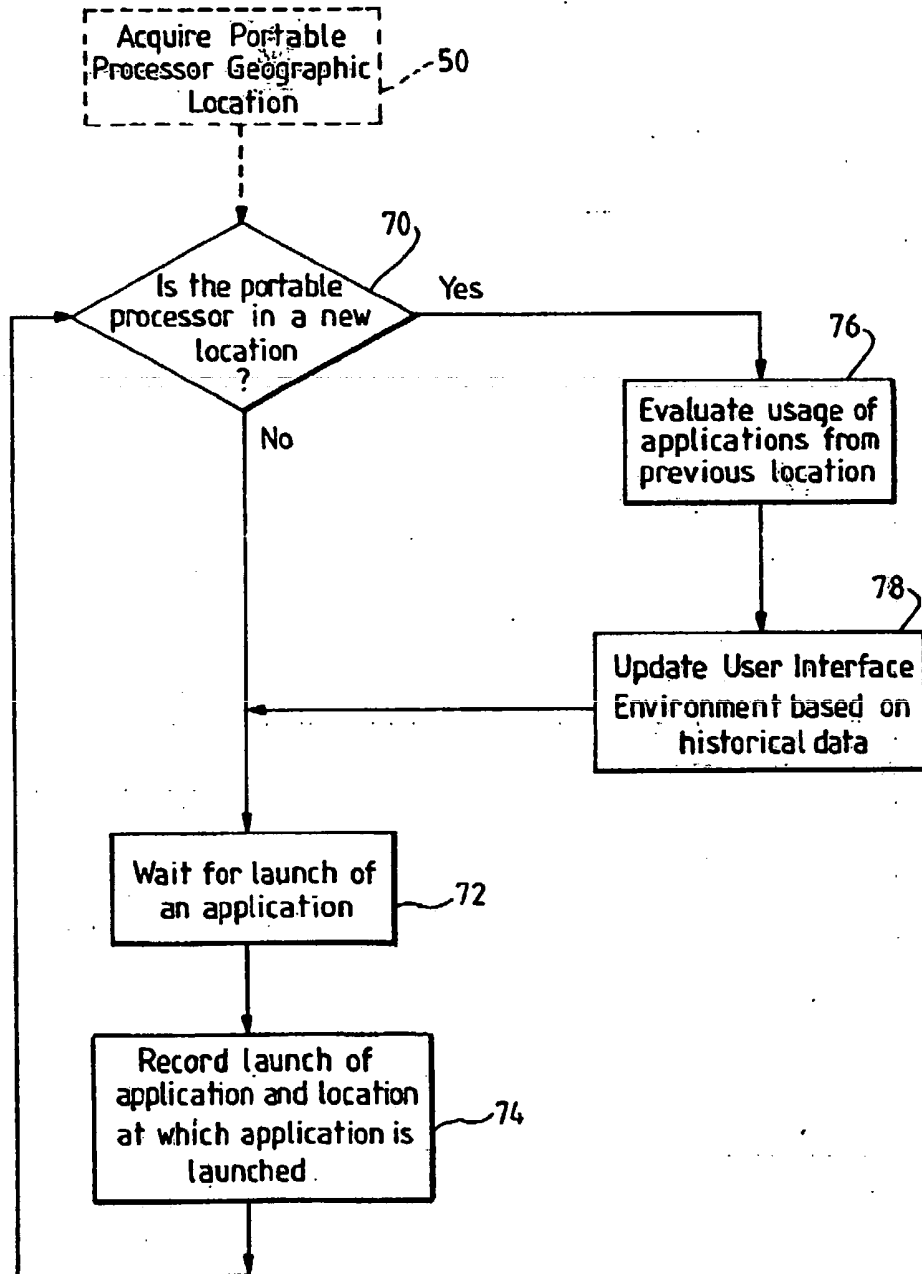 Acquire Portable
Processor Geographic
Location
50
70
Is the portable
processor in a new
location
?
Yes
No
76
Evaluate usage of
applications from
previous location
78
Update User Interface
Environment based on
historical data
Wait for launch of
an application
72
Record launch of
application and location
at which application is
launched
74